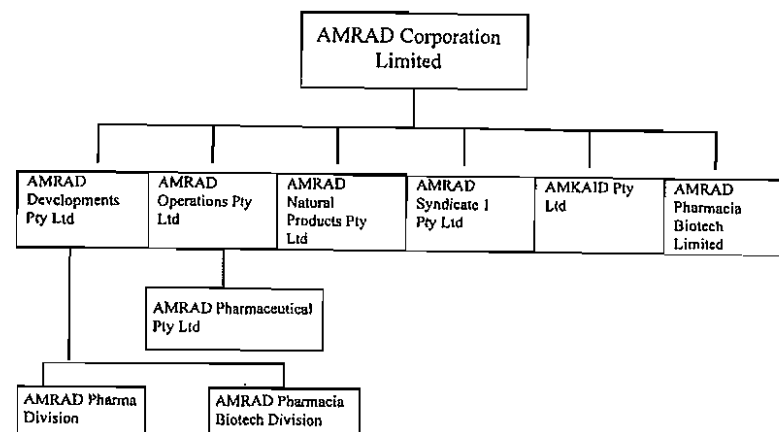 AMRAD Corporation
Limited
AMRAD
Developments
Pty Ltd
AMRAD
Operations Pty
Ltd
AMRAD
Natural
Products Pty
Ltd
AMRAD
Syndicate 1
Pty Ltd
AMKAID Pty
Ltd
AMRAD
Pharmacia
Biotech
Limited
AMRAD Pharmaceutical
Pty Ltd
AMRAD Pharma
Division
AMRAD Pharmacia
Biotech Division